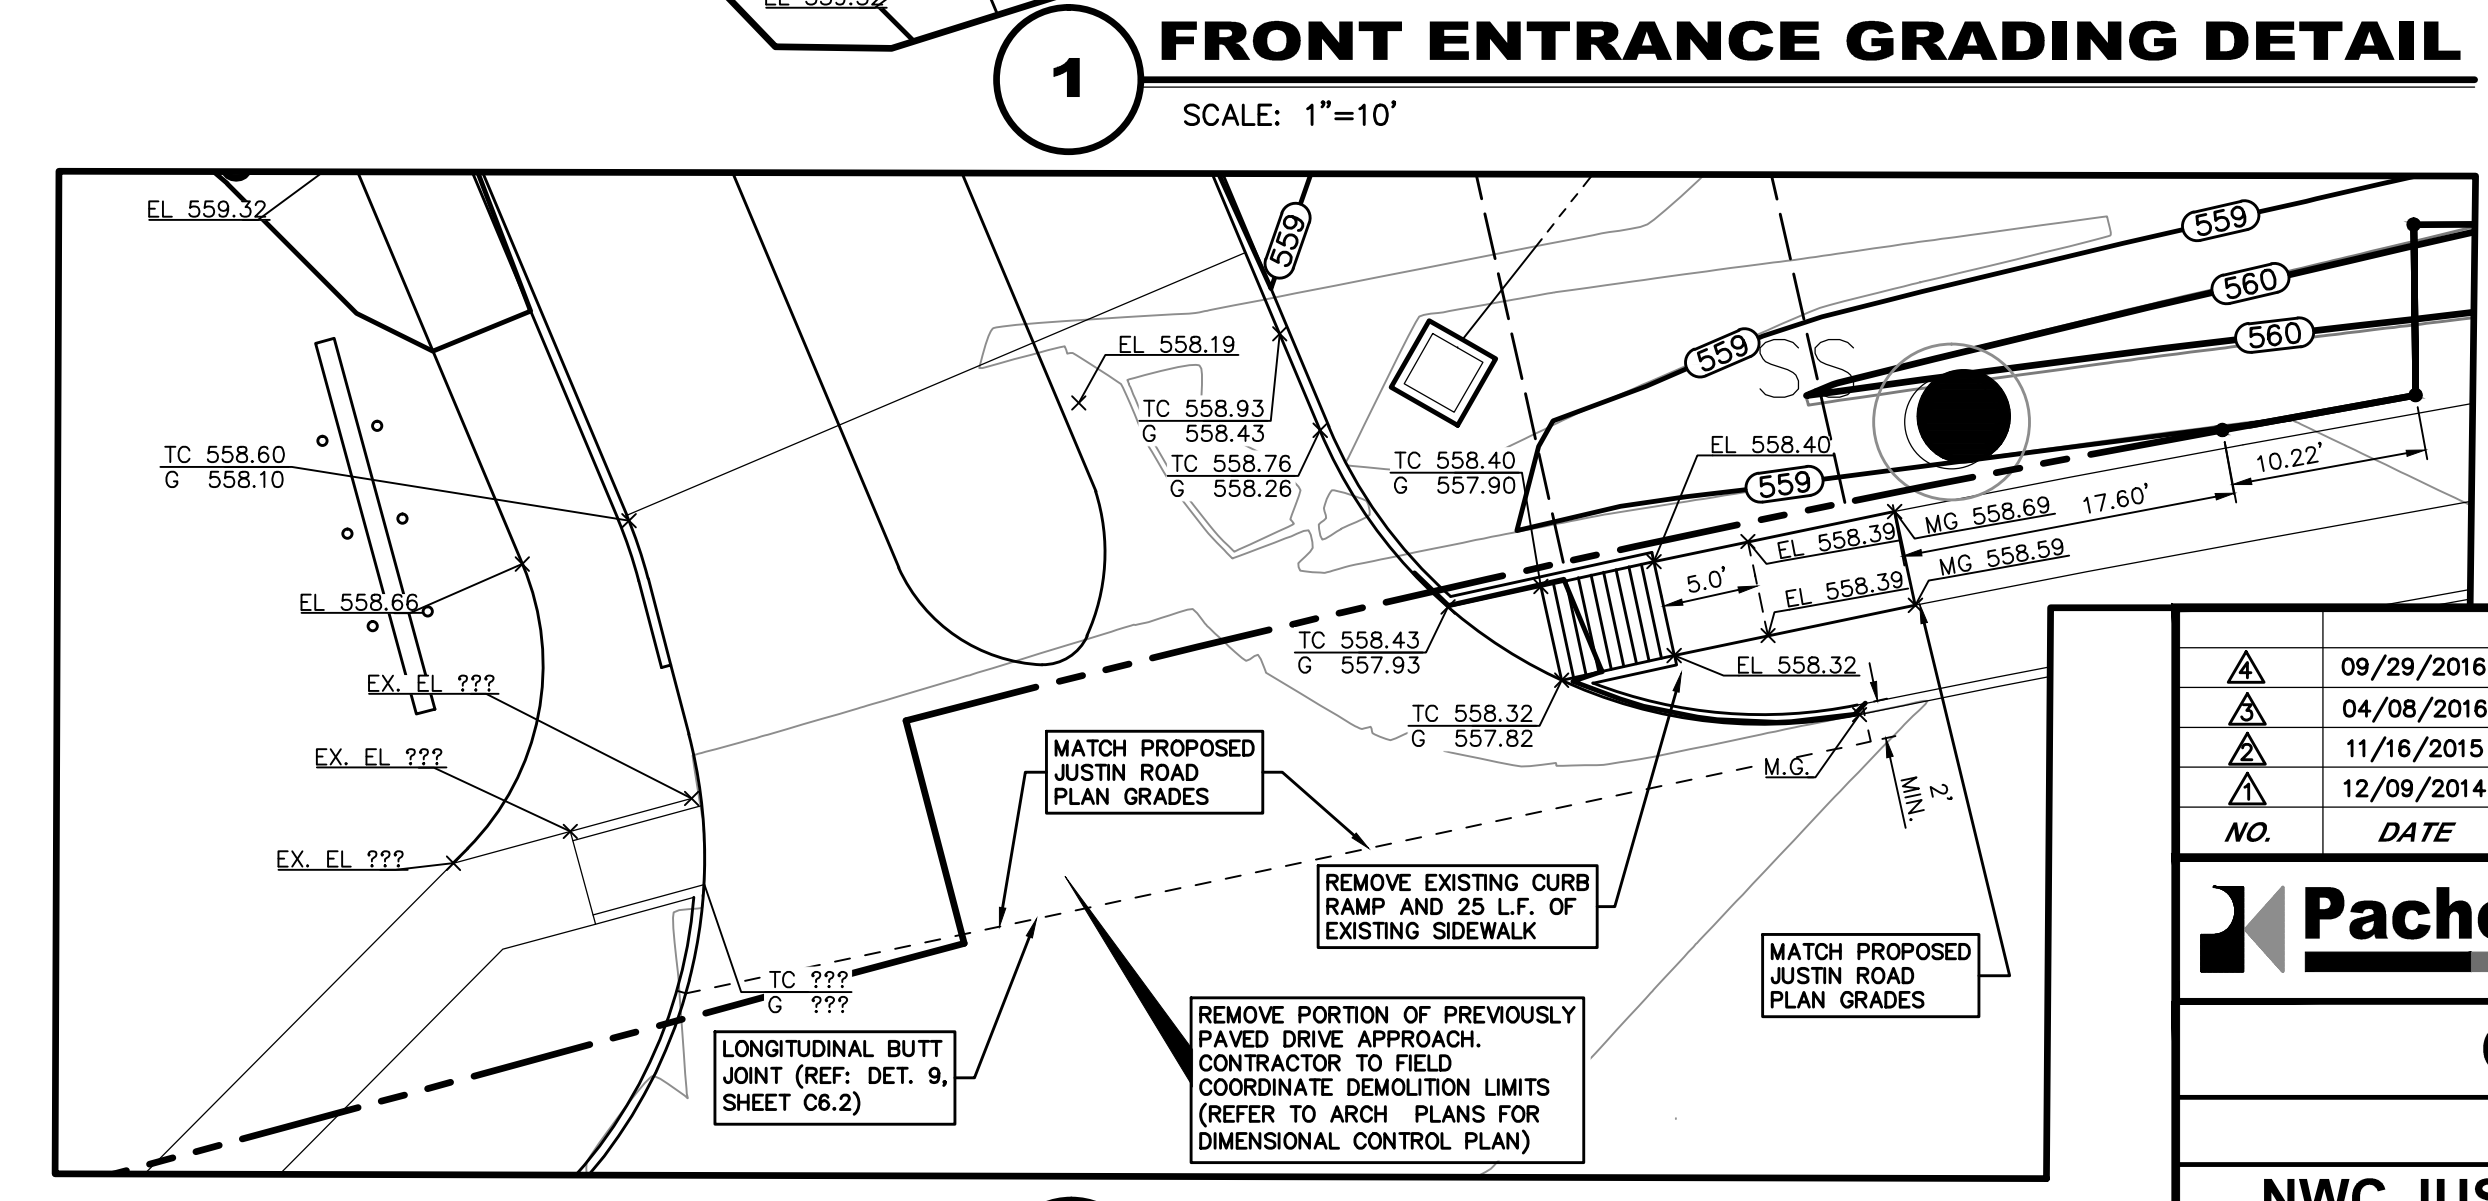 1
FRONT ENTRANCE GRADING DETAIL
SCALE: 1"=10'
EL 559.32
559
559
560
560
559
SS
EL 558.19
TC 558.93
G 558.43
TC 558.76
G 558.26
TC 558.60
G 558.10
TC 558.40
G 557.90
EL 558.40
559
10.22'
17.60'
MG 558.69
EL 558.39
MG 558.59
5.0'
EL 558.39
EL 558.66
TC 558.43
G 557.93
EL 558.32
EX. EL ???
TC 558.32
G 557.82
EX. EL ???
M.G.
2'
MIN.
MATCH PROPOSED
JUSTIN ROAD
PLAN GRADES
EX. EL ???
REMOVE EXISTING CURB
RAMP AND 25 L.F. OF
EXISTING SIDEWALK
MATCH PROPOSED
JUSTIN ROAD
PLAN GRADES
TC ???
G ???
LONGITUDINAL BUTT
JOINT (REF: DET. 9,
SHEET C6.2)
REMOVE PORTION OF PREVIOUSLY
PAVED DRIVE APPROACH.
CONTRACTOR TO FIELD
COORDINATE DEMOLITION LIMITS
(REFER TO ARCH PLANS FOR
DIMENSIONAL CONTROL PLAN)
4 09/29/2016
3 04/08/2016
2 11/16/2015
1 12/09/2014
NO. DATE